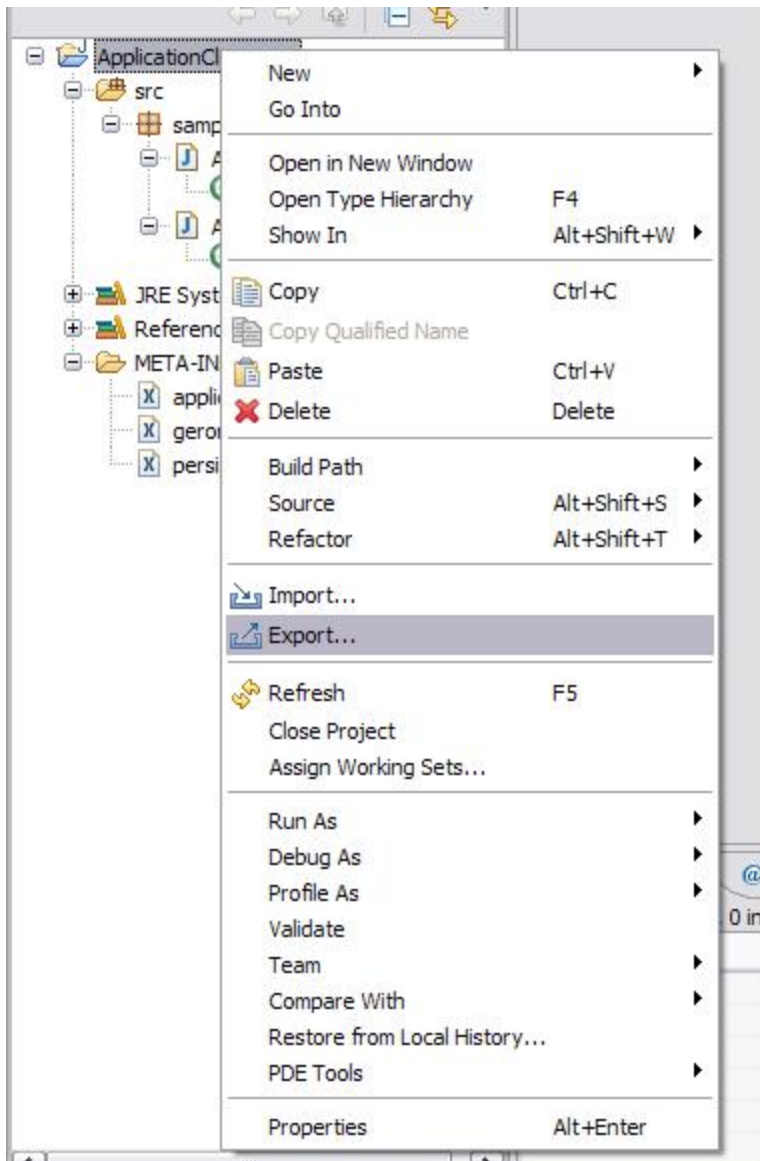 ApplicationCl
src
samp
A
A
JRE Syst
Referenc
META-IN
appli
geror
persi
New
Go Into
Open in New Window
Open Type Hierarchy F4
Show In Alt+Shift+W
Copy Ctrl+C
Copy Qualified Name
Paste Ctrl+V
Delete Delete
Build Path
Source Alt+Shift+S
Refactor Alt+Shift+T
Import...
Export...
Refresh F5
Close Project
Assign Working Sets...
Run As
Debug As
Profile As
Validate
Team
Compare With
Restore from Local History...
PDE Tools
Properties Alt+Enter
@
0 in